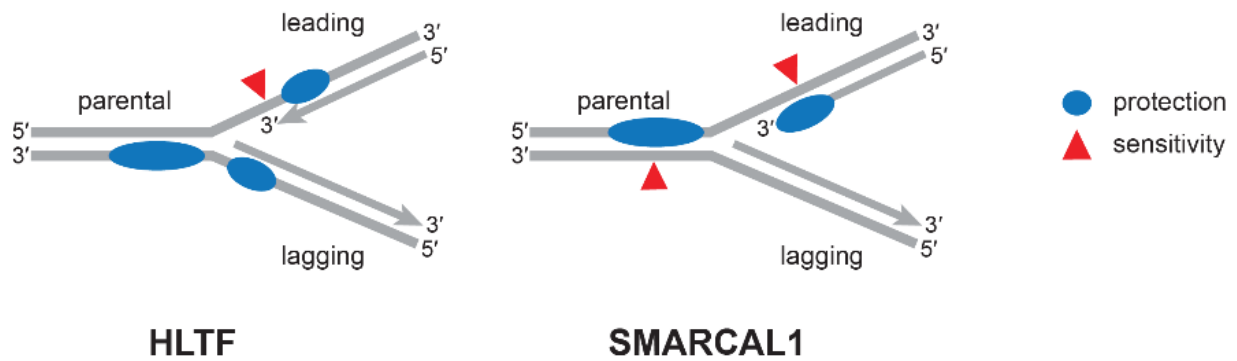 leading
3′
5′
parental
5′
3′
3′
3′
5′
lagging
HLTF
leading
3′
5′
parental
5′
3′
3′
3′
5′
lagging
SMARCAL1
protection
sensitivity